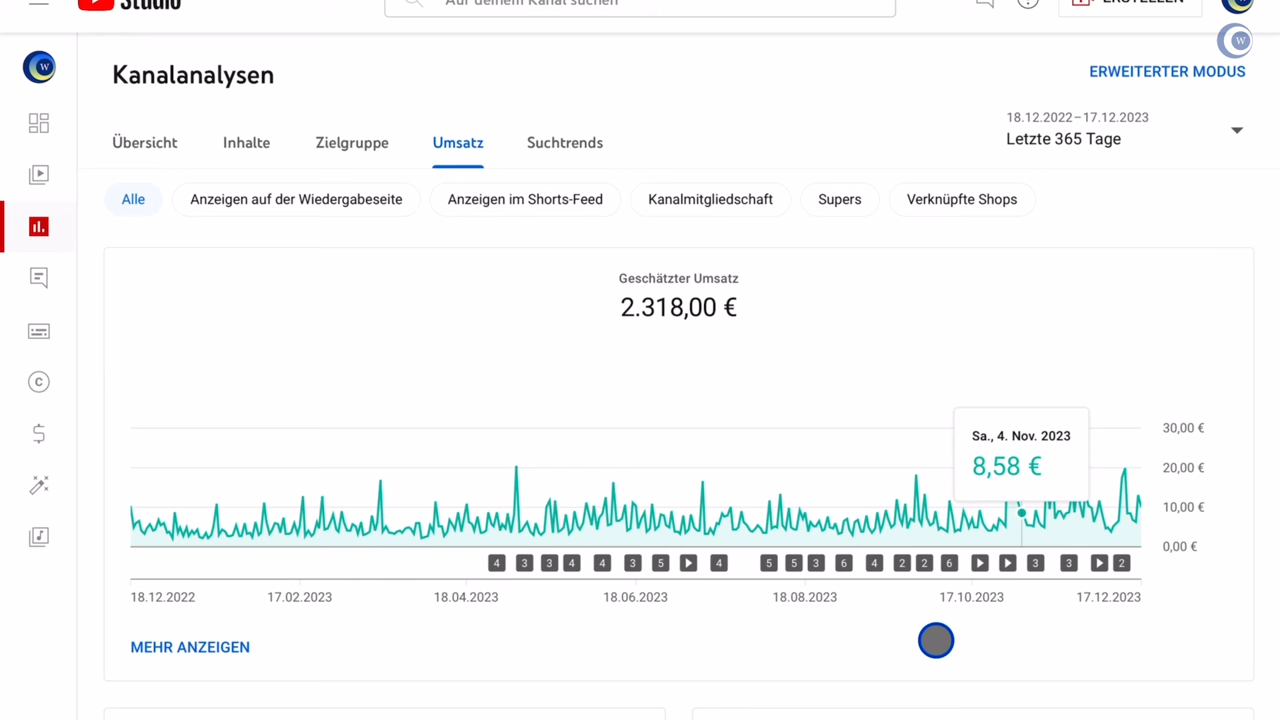 Studio
Auf deinem Kanal suchen
ERSTELLEN
W
W
Kanalanalysen
ERWEITERTER MODUS
18.12.2022–17.12.2023
Letzte 365 Tage
Übersicht
Inhalte
Zielgruppe
Umsatz
Suchtrends
Alle
Anzeigen auf der Wiedergabeseite
Anzeigen im Shorts-Feed
Kanalmitgliedschaft
Supers
Verknüpfte Shops
Geschätzter Umsatz
2.318,00 €
Sa., 4. Nov. 2023
8,58 €
30,00 €
20,00 €
10,00 €
0,00 €
4 3 3 4 4 3 5 4 5 5 3 6 4 2 2 6 3 3 2
18.12.2022 17.02.2023 18.04.2023 18.06.2023 18.08.2023 17.10.2023 17.12.2023
MEHR ANZEIGEN